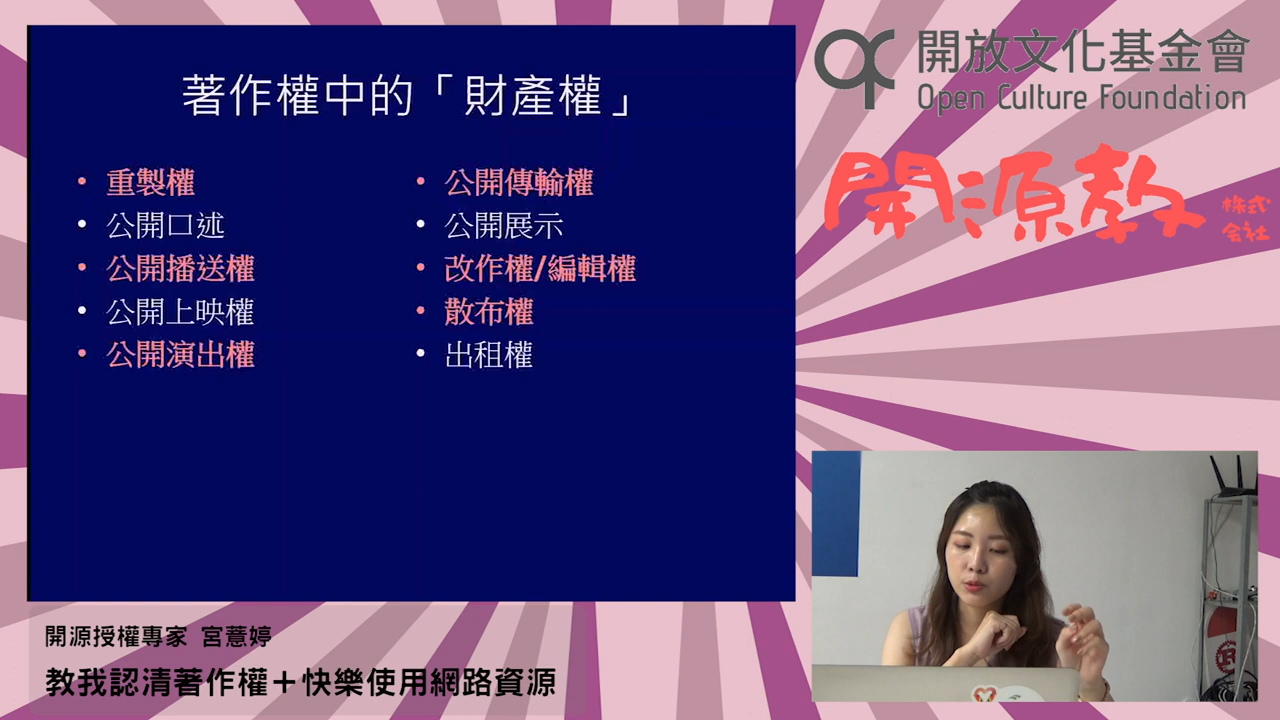 著作權中的「財產權」
• 重製權
• 公開口述
• 公開播送權
• 公開上映權
• 公開演出權
• 公開傳輸權
• 公開展示
• 改作權/編輯權
• 散布權
• 出租權
開放文化基金會
Open Culture Foundation
開源教
株式
会社
開源授權專家 宮薏婷
教我認清著作權＋快樂使用網路資源